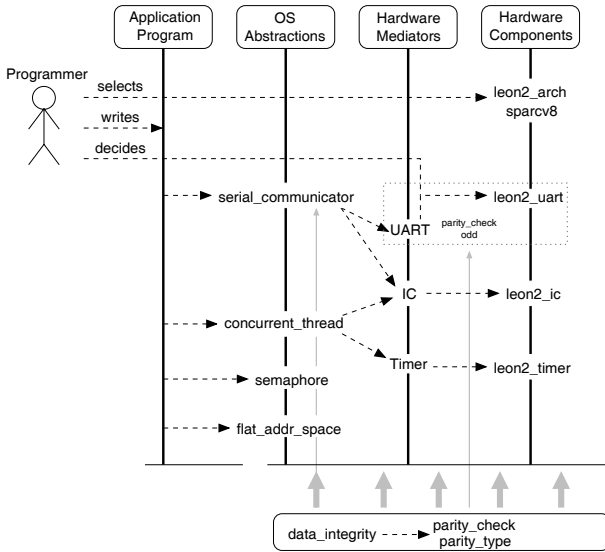 Application
Program
OS
Abstractions
Hardware
Mediators
Hardware
Components
Programmer
selects
leon2_arch
sparcv8
writes
decides
serial_communicator
leon2_uart
UART
parity_check
odd
IC
leon2_ic
concurrent_thread
Timer
leon2_timer
semaphore
flat_addr_space
data_integrity
parity_check
parity_type